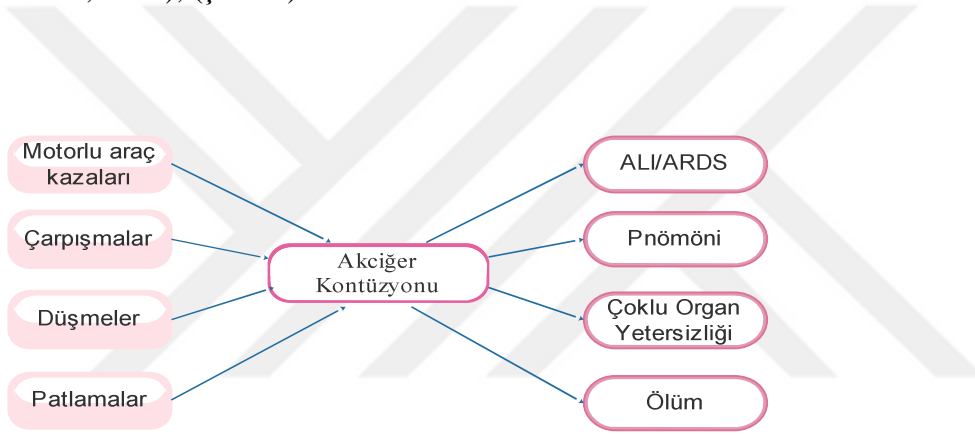 Motorlu araç
kazaları
Çarpışmalar
Düşmeler
Patlamalar
Akciğer
Kontüzyonu
ALI/ARDS
Pnömöni
Çoklu Organ
Yetersizliği
Ölüm